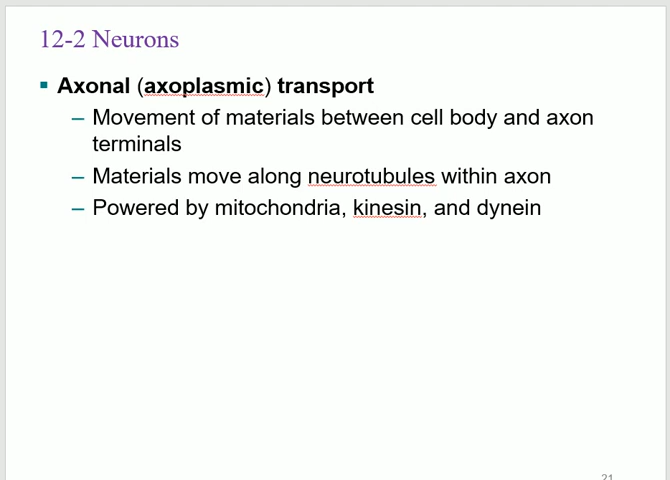 12-2 Neurons
▪ Axonal (axoplasmic) transport
– Movement of materials between cell body and axon
terminals
– Materials move along neurotubules within axon
– Powered by mitochondria, kinesin, and dynein
21